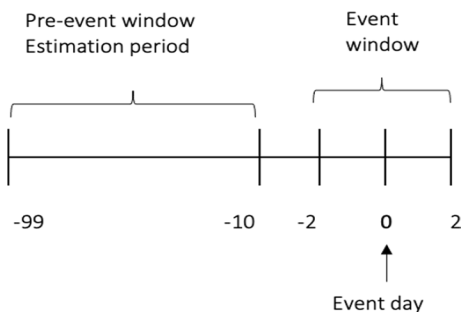 Pre-event window
Estimation period
Event
window
-99
-10
-2
0
2
Event day